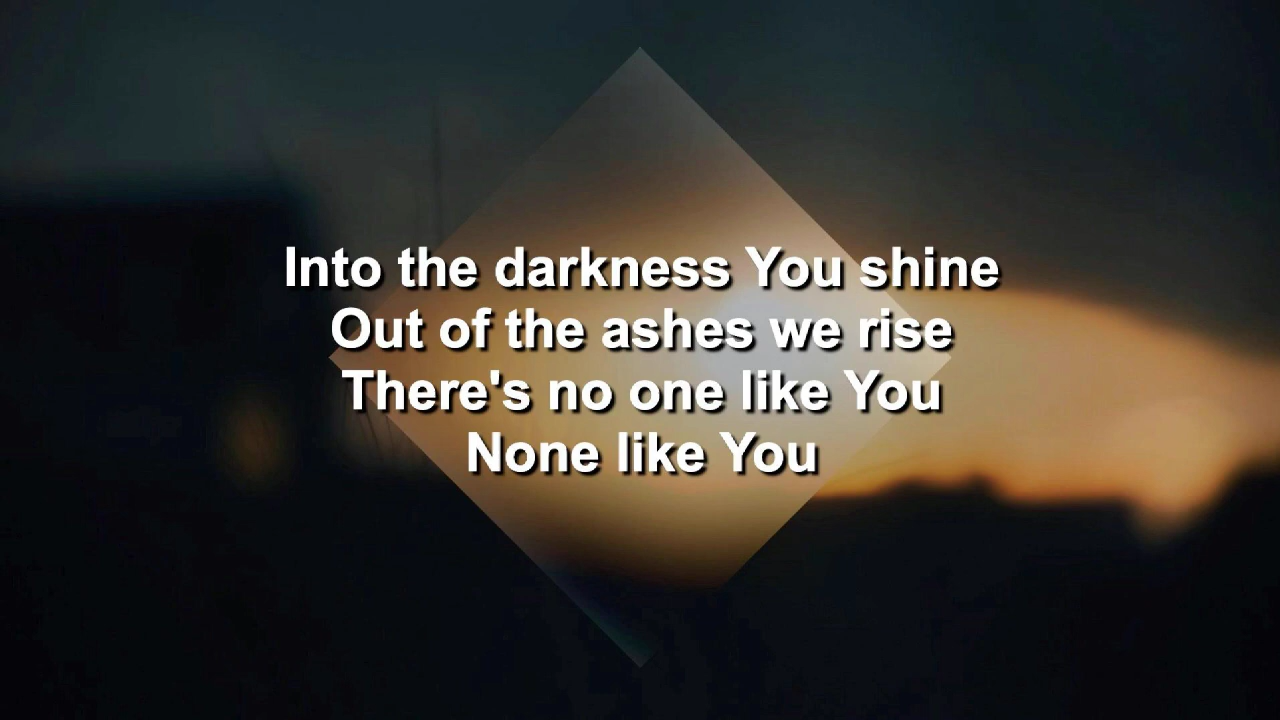 Into the darkness You shine
Out of the ashes we rise
There's no one like You
None like You